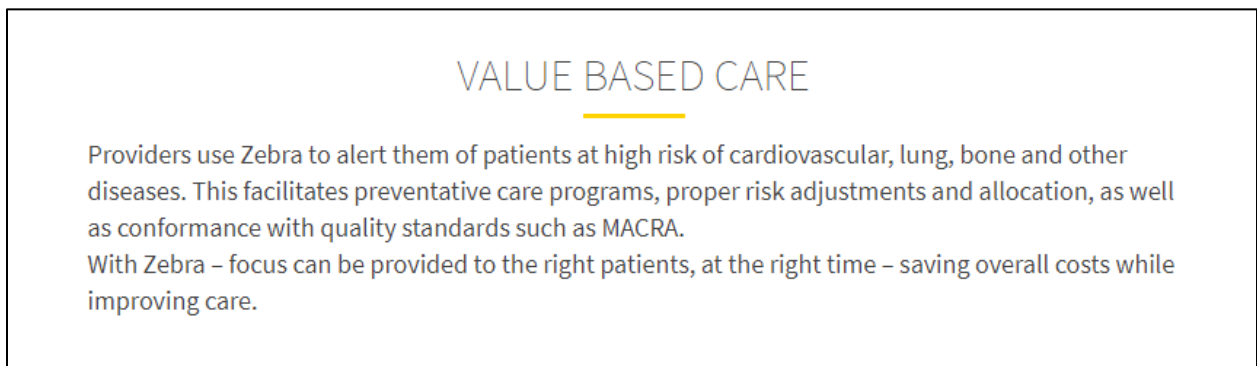 VALUE BASED CARE
Providers use Zebra to alert them of patients at high risk of cardiovascular, lung, bone and other
diseases. This facilitates preventative care programs, proper risk adjustments and allocation, as well
as conformance with quality standards such as MACRA.
With Zebra – focus can be provided to the right patients, at the right time – saving overall costs while
improving care.